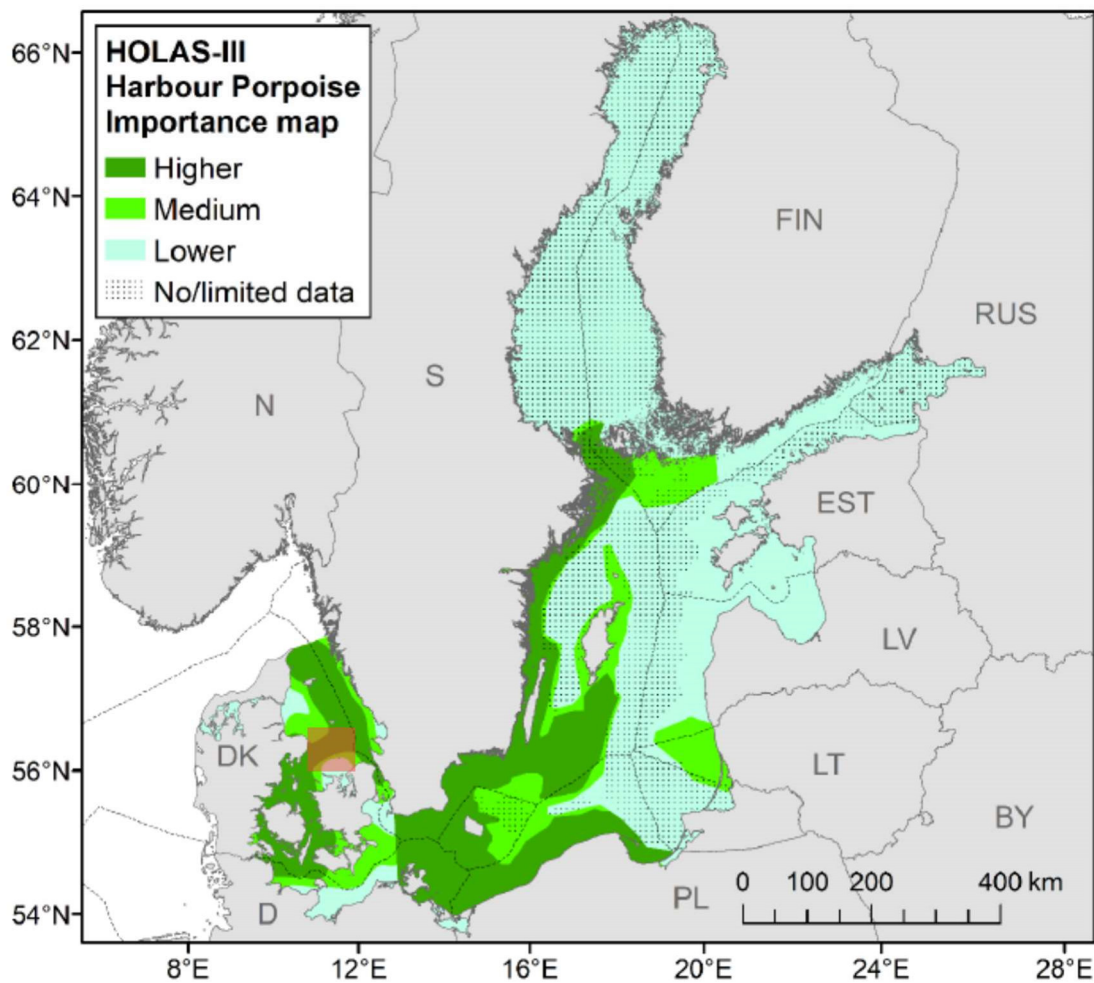 HOLAS-III
Harbour Porpoise
Importance map
Higher
Medium
Lower
No/limited data
66°N
64°N
62°N
60°N
58°N
56°N
54°N
FIN
RUS
S
N
EST
LV
DK
LT
BY
D
PL
0 100 200 400 km
8°E 12°E 16°E 20°E 24°E 28°E